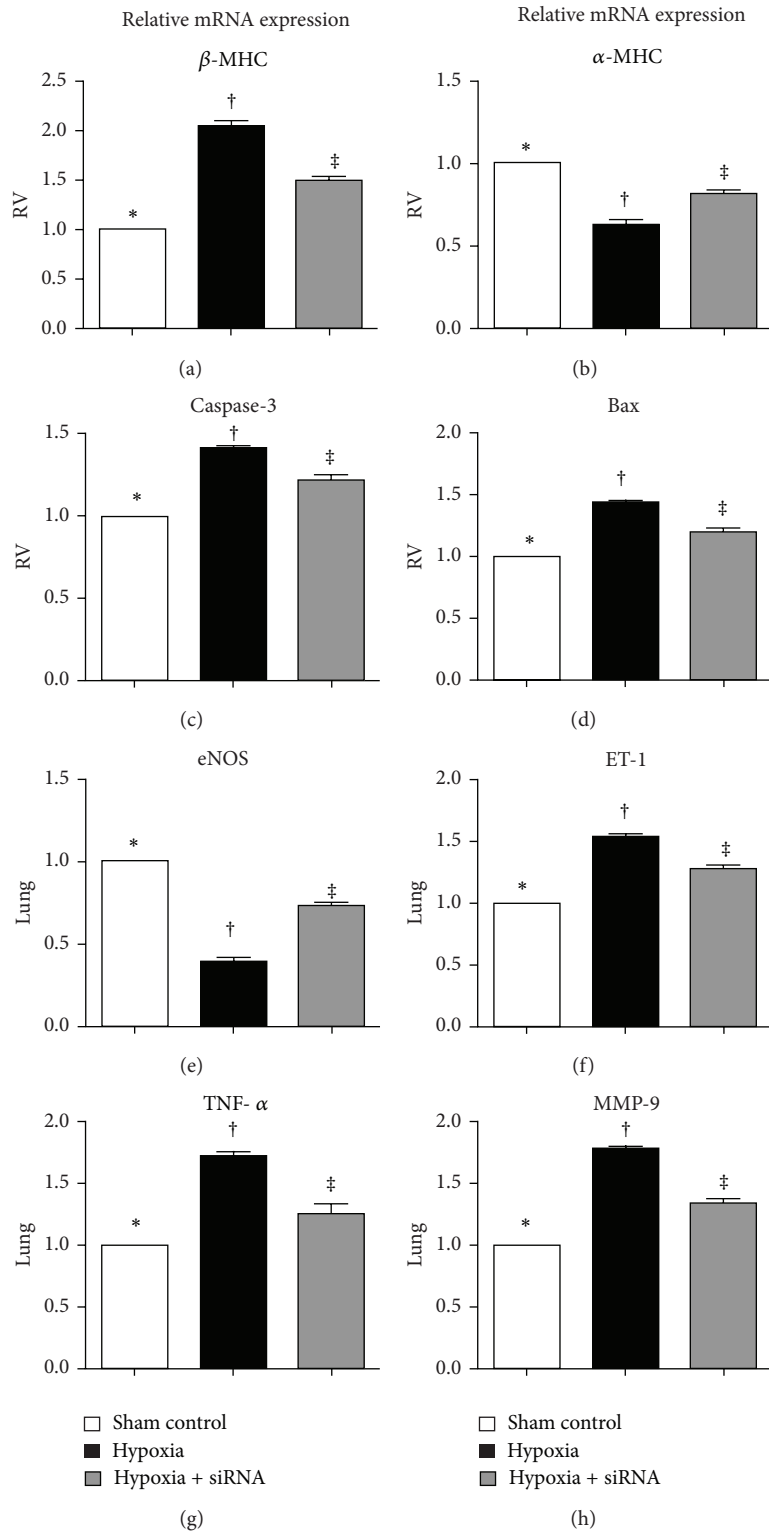 Relative mRNA expression
Relative mRNA expression
β-MHC
2.5
2.0
1.5
1.0
0.5
0.0
RV
*
†
‡
(a)
α-MHC
1.5
1.0
0.5
0.0
RV
*
†
‡
(b)
Caspase-3
1.5
1.0
0.5
0.0
RV
*
†
‡
(c)
Bax
2.0
1.5
1.0
0.5
0.0
RV
*
†
‡
(d)
eNOS
1.5
1.0
0.5
0.0
Lung
*
†
‡
(e)
ET-1
2.0
1.5
1.0
0.5
0.0
Lung
*
†
‡
(f)
TNF- α
2.0
1.5
1.0
0.5
0.0
Lung
*
†
‡
Sham control
Hypoxia
Hypoxia + siRNA
(g)
MMP-9
2.0
1.5
1.0
0.5
0.0
Lung
*
†
‡
Sham control
Hypoxia
Hypoxia + siRNA
(h)